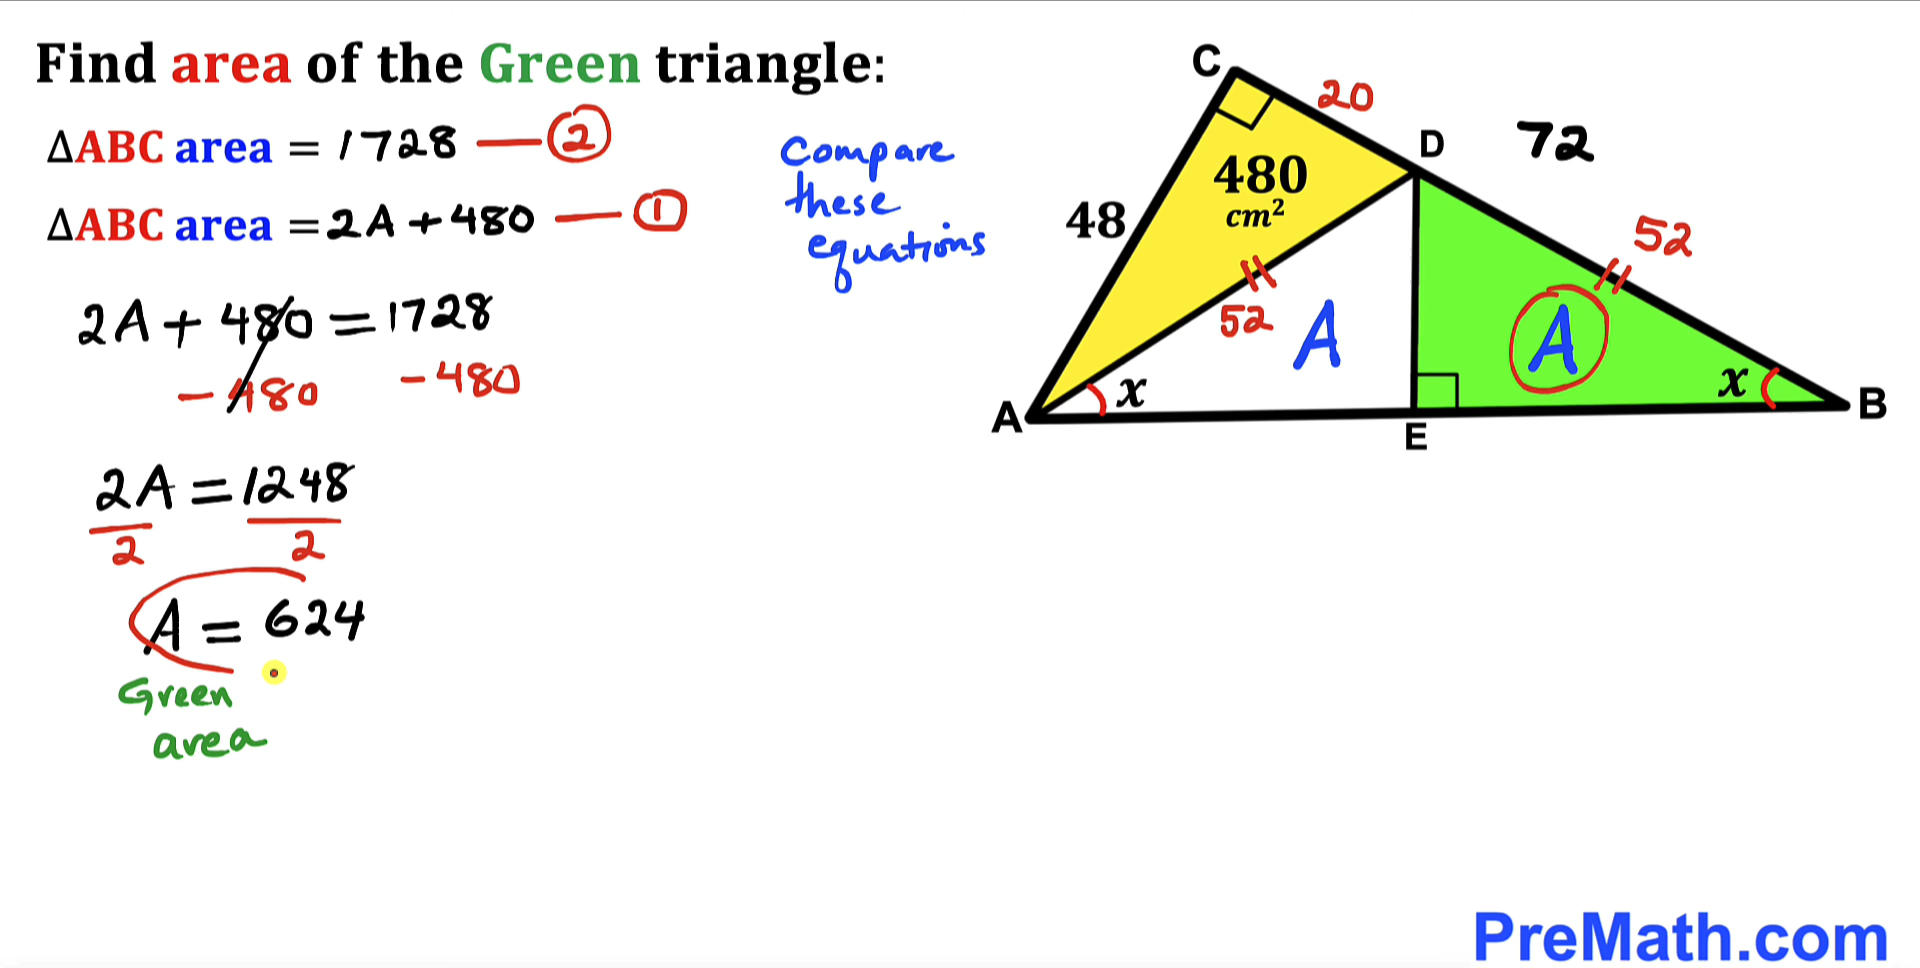 Find area of the Green triangle:
ΔABC area = 1728 — ②
ΔABC area = 2A + 480 — ①
2A + 480 = 1728
- 480 - 480
2A = 1248
2 2
A = 624
Green
area
Compare
these
equations
C
20
D
72
480
cm²
48
52
52
A
A
x
x
A
E
B
PreMath.com